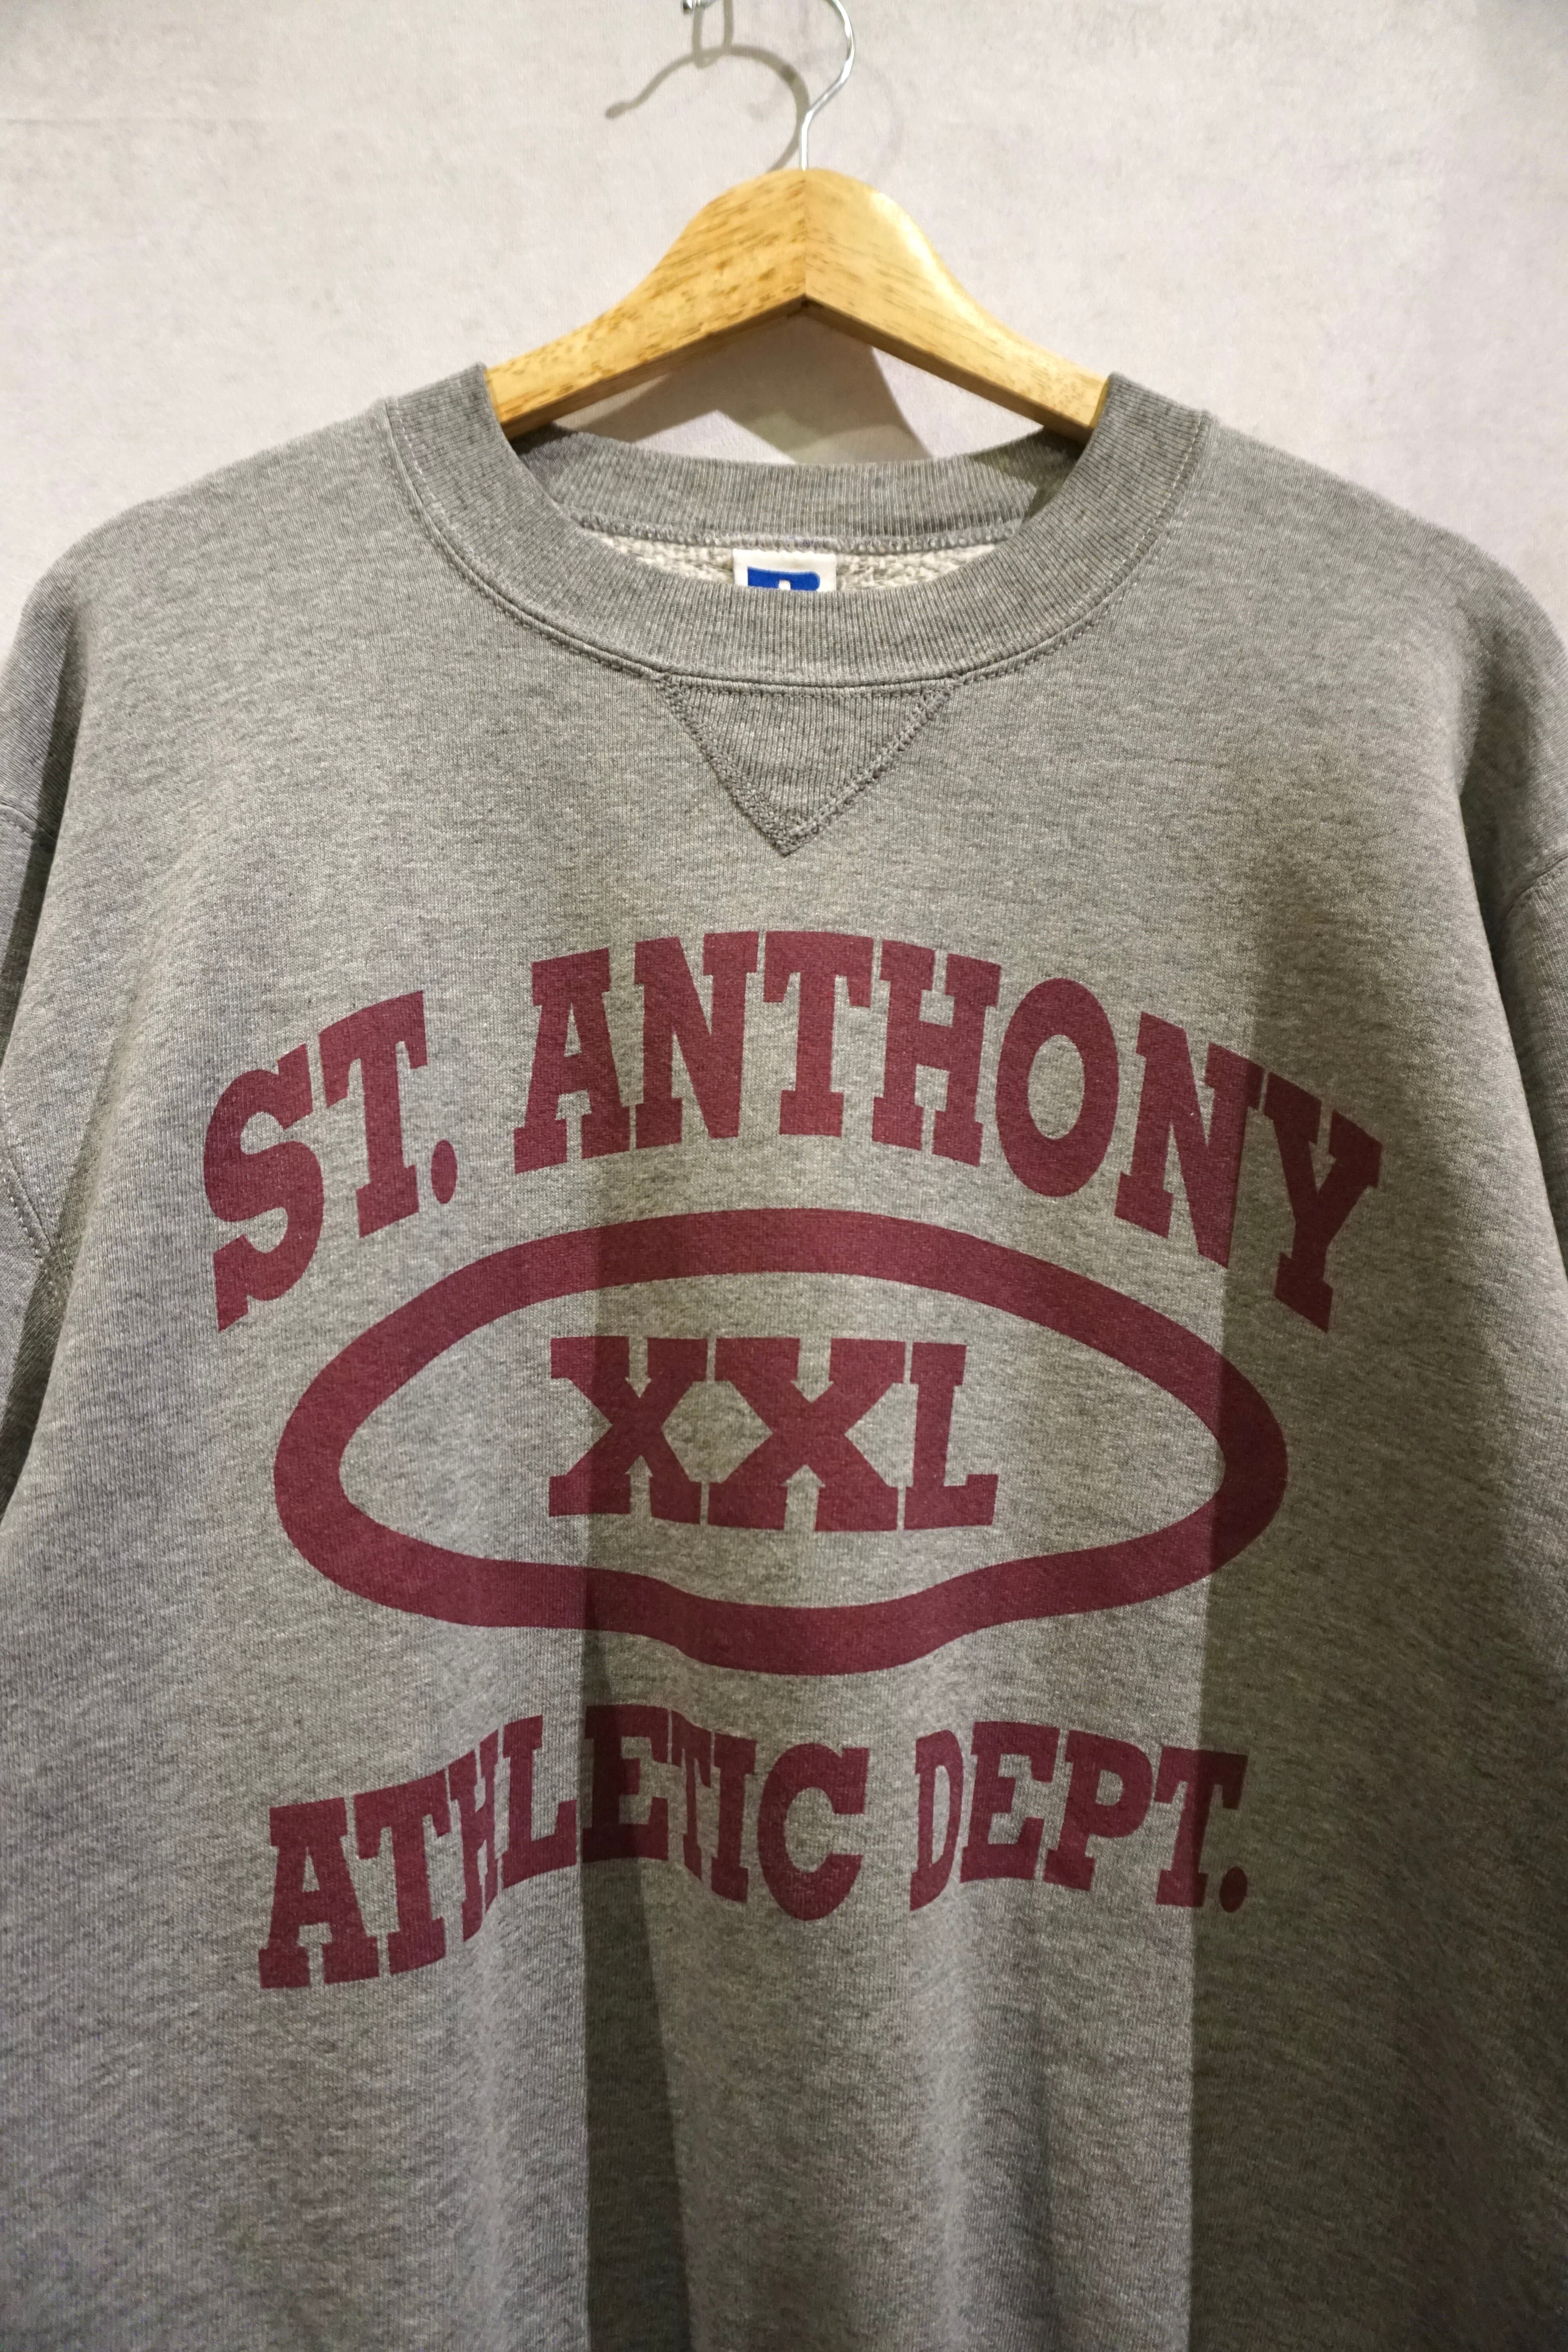 ST. ANTHONY
XXL
ATHLETIC DEPT.